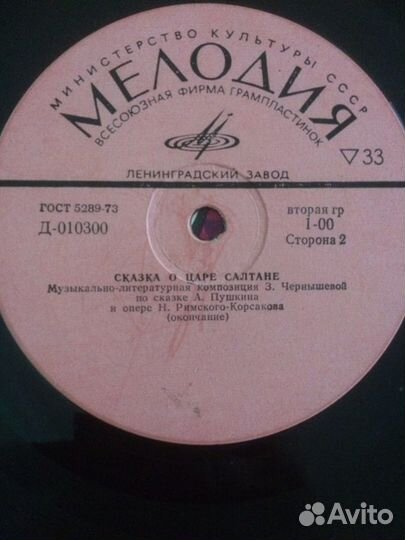 МИНИСТЕРСТВО КУЛЬТУРЫ СССР
МЕЛОДИЯ
ВСЕСОЮЗНАЯ ФИРМА ГРАМПЛАСТИНОК
▽33
ЛЕНИНГРАДСКИЙ ЗАВОД
ГОСТ 5289-73
Д-010300
вторая гр
1-00
Сторона 2
СКАЗКА О ЦАРЕ САЛТАНЕ
Музыкально-литературная композиция З. Чернышевой
по сказке А. Пушкина
и опере Н. Римского-Корсакова
(окончание)
Avito